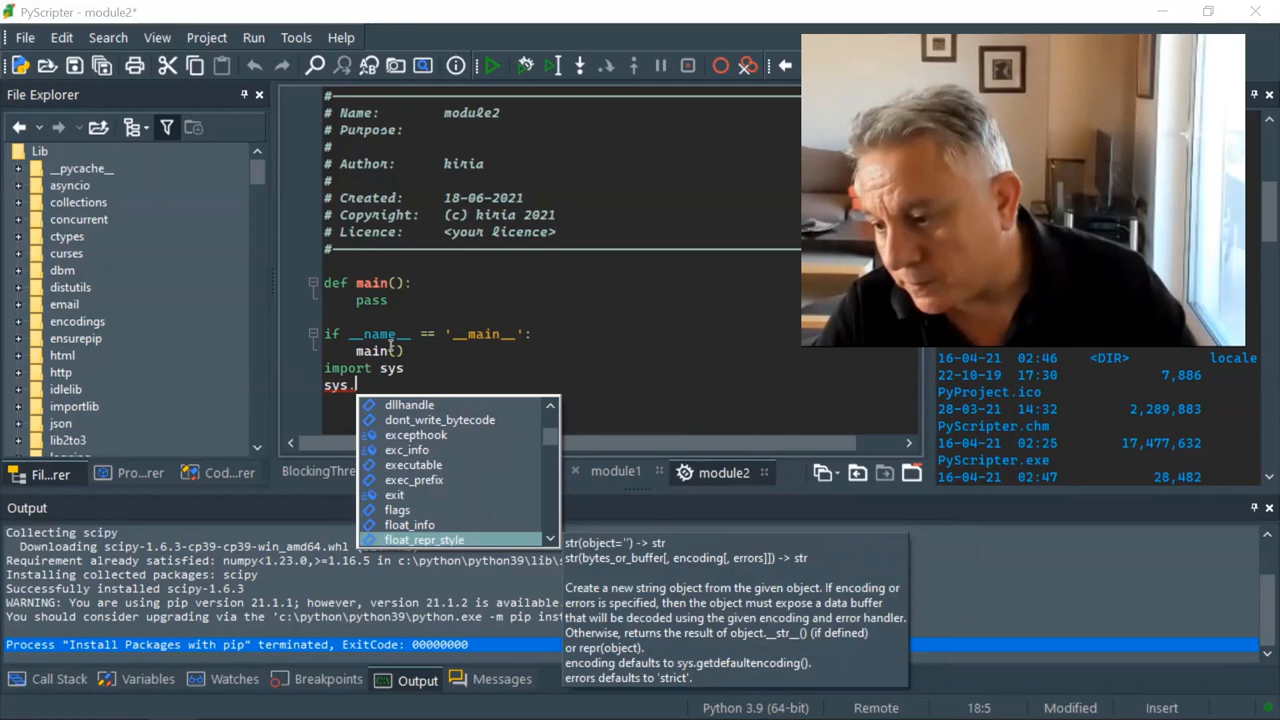 PyScripter - module2*
File Edit Search View Project Run Tools Help
File Explorer
Lib
__pycache__
asyncio
collections
concurrent
ctypes
curses
dbm
distutils
email
encodings
ensurepip
html
http
idlelib
importlib
json
lib2to3
Fil...rer Pro...rer Cod...rer
#
# Name: module2
# Purpose:
#
# Author: kiria
#
# Created: 18-06-2021
# Copyright: (c) kiria 2021
# Licence: <your licence>
#
def main():
pass
if __name__ == '__main__':
main()
import sys
sys.
dllhandle
dont_write_bytecode
excepthook
exc_info
executable
exec_prefix
exit
flags
float_info
float_repr_style
BlockingThre module1 module2
16-04-21 02:46 <DIR> locale
22-10-19 17:30 7,886
PyProject.ico
28-03-21 14:32 2,289,883
PyScripter.chm
16-04-21 02:25 17,477,632
PyScripter.exe
16-04-21 02:47 28,482
Output
Collecting scipy
Downloading scipy-1.6.3-cp39-cp39-win_amd64.whl
Requirement already satisfied: numpy<1.23.0,>=1.16.5 in c:\python\python39\lib\s
Installing collected packages: scipy
Successfully installed scipy-1.6.3
WARNING: You are using pip version 21.1.1; however, version 21.1.2 is available.
You should consider upgrading via the 'c:\python\python39\python.exe -m pip inst
Process "Install Packages with pip" terminated, ExitCode: 00000000
str(object='') -> str
str(bytes_or_buffer[, encoding[, errors]]) -> str
Create a new string object from the given object. If encoding or
errors is specified, then the object must expose a data buffer
that will be decoded using the given encoding and error handler.
Otherwise, returns the result of object.__str__() (if defined)
or repr(object).
encoding defaults to sys.getdefaultencoding().
errors defaults to 'strict'.
Call Stack Variables Watches Breakpoints Output Messages
Python 3.9 (64-bit) Remote 18:5 Modified Insert